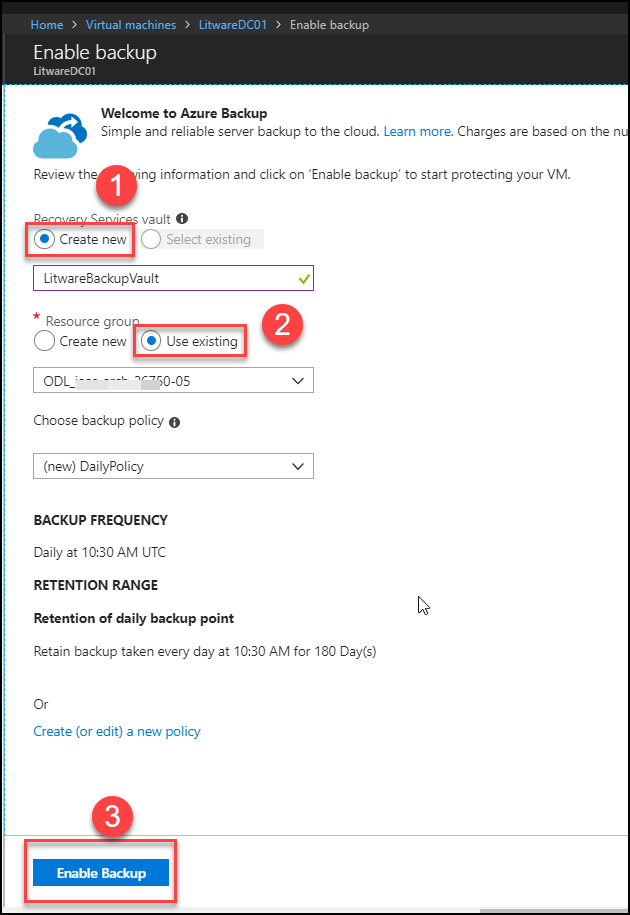 Home > Virtual machines > LitwareDC01 > Enable backup
Enable backup
LitwareDC01
Welcome to Azure Backup
Simple and reliable server backup to the cloud. Learn more. Charges are based on the nu
1
Review the wing information and click on ‘Enable backup’ to start protecting your VM.
Recovery Services vault
Create new Select existing
LitwareBackupVault
* Resource group
2
Create new Use existing
ODL_ -05
Choose backup policy
(new) DailyPolicy
BACKUP FREQUENCY
Daily at 10:30 AM UTC
RETENTION RANGE
Retention of daily backup point
Retain backup taken every day at 10:30 AM for 180 Day(s)
Or
Create (or edit) a new policy
3
Enable Backup